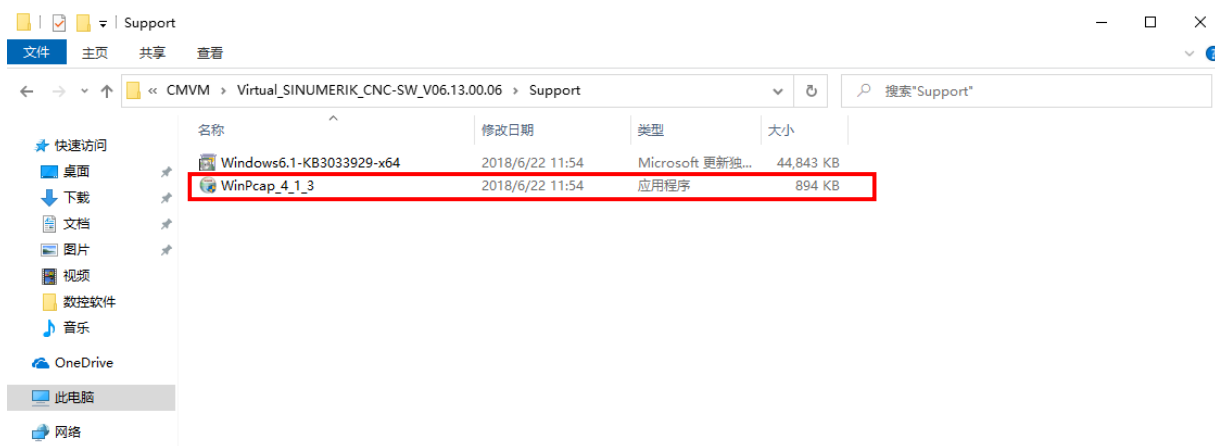 Support
文件 主页 共享 查看
« CMVM › Virtual_SINUMERIK_CNC-SW_V06.13.00.06 › Support 搜索"Support"
名称 修改日期 类型 大小
快速访问
Windows6.1-KB3033929-x64 2018/6/22 11:54 Microsoft 更新独... 44,843 KB
桌面
WinPcap_4_1_3 2018/6/22 11:54 应用程序 894 KB
下载
文档
图片
视频
数控软件
音乐
OneDrive
此电脑
网络